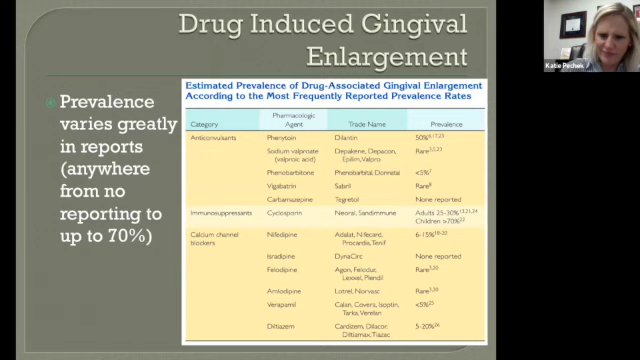 Drug Induced Gingival
Enlargement
Katie Pechek
Prevalence
varies greatly
in reports
(anywhere
from no
reporting to
up to 70%)
Estimated Prevalence of Drug-Associated Gingival Enlargement
According to the Most Frequently Reported Prevalence Rates
Category Pharmacologic Agent Trade Name Prevalence
Anticonvulsants Phenytoin Dilantin 50%
Sodium valproate (valproic acid) Depakene, Depacon, Epilim, Valpro Rare
Phenobarbitone Phenobarbital, Donnatal <5%
Vigabatrin Sabril Rare
Carbamazepine Tegretol None reported
Immunosuppressants Cyclosporin Neoral, Sandimmune Adults 25-30%
Children >70%
Calcium channel blockers Nifedipine Adalat, Nifecard, Procardia, Tenif 6-15%
Isradipine DynaCirc None reported
Felodipine Agon, Felodur, Lexxel, Plendil Rare
Amlodipine Lotrel, Norvasc Rare
Verapamil Calan, Covera, Isoptin, Tarka, Verelan <5%
Diltiazem Cardizem, Dilacor, Diltiamax, Tiazac 5-20%